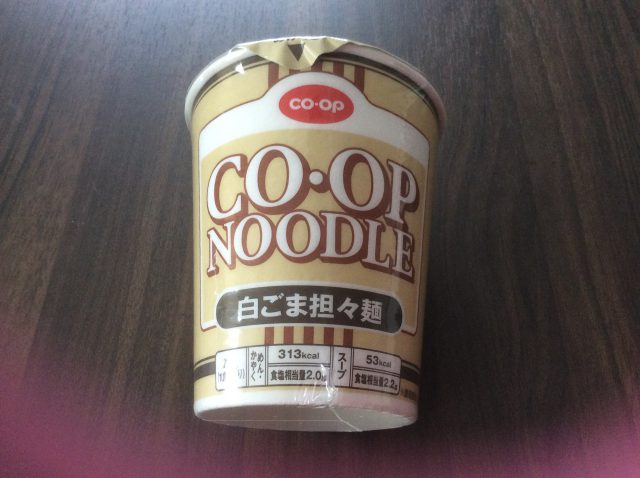 CO·OP
CO·OP
NOODLE
白ごま担々麺
めん・かやく
313kcal
食塩相当量2.0g
スープ
53kcal
食塩相当量2.2g